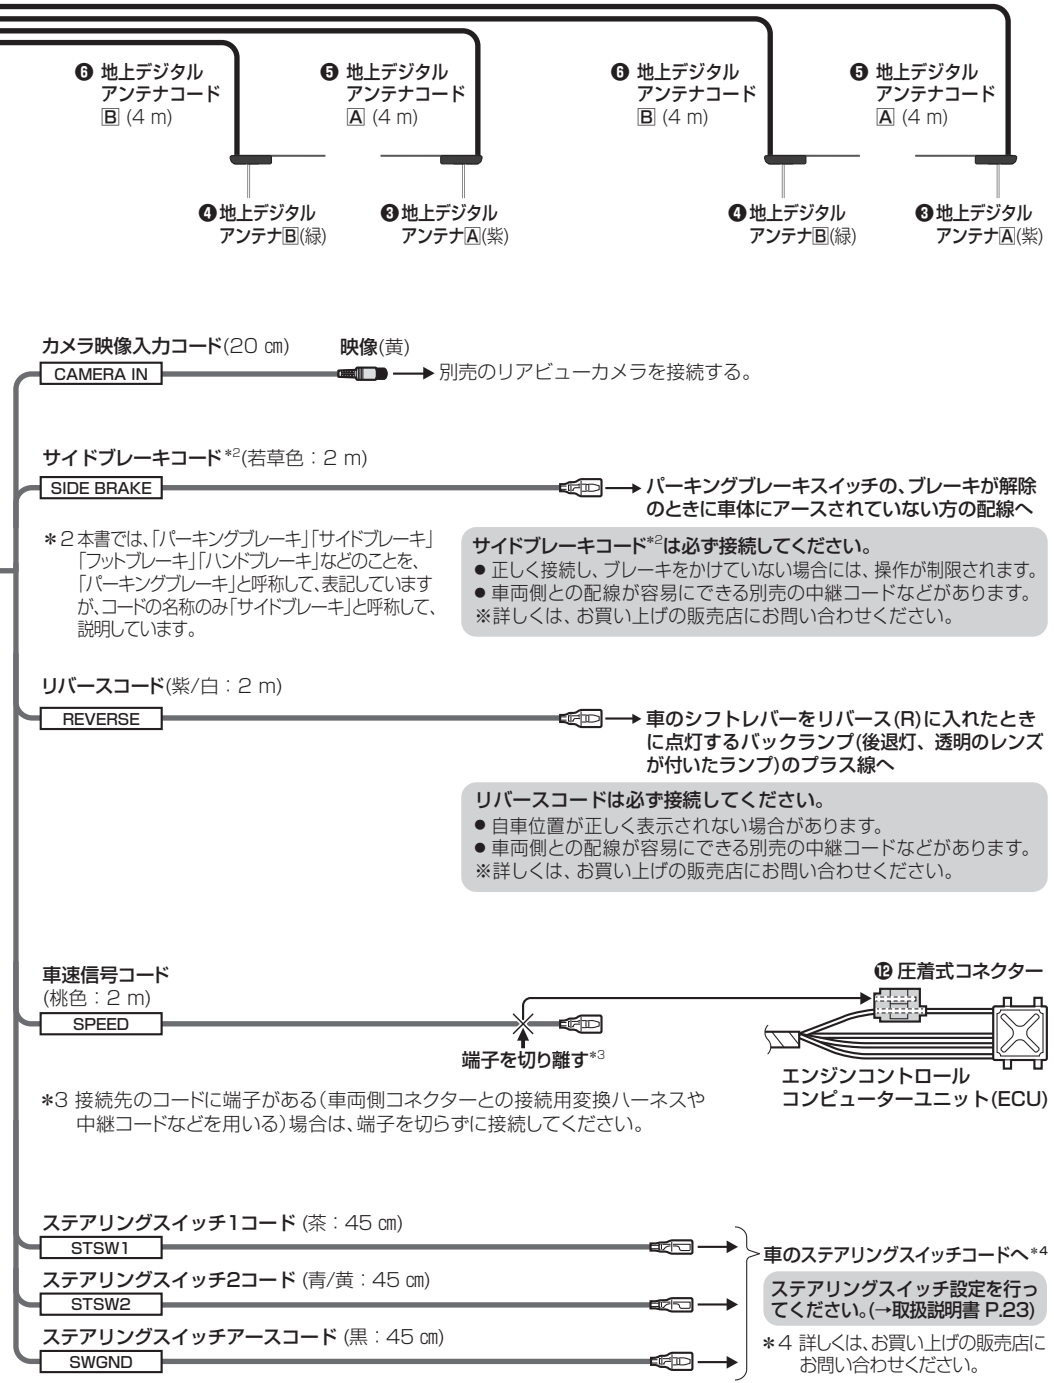 ❻ 地上デジタル
アンテナコード
B (4 m)
❺ 地上デジタル
アンテナコード
A (4 m)
❻ 地上デジタル
アンテナコード
B (4 m)
❺ 地上デジタル
アンテナコード
A (4 m)
❹地上デジタル
アンテナB(緑)
❸地上デジタル
アンテナA(紫)
❹地上デジタル
アンテナB(緑)
❸地上デジタル
アンテナA(紫)
カメラ映像入力コード(20 ㎝)
映像(黄)
CAMERA IN
別売のリアビューカメラを接続する。
サイドブレーキコード*2(若草色：2 m)
SIDE BRAKE
パーキングブレーキスイッチの、ブレーキが解除
のときに車体にアースされていない方の配線へ
*2 本書では、「パーキングブレーキ」「サイドブレーキ」
「フットブレーキ」「ハンドブレーキ」などのことを、
「パーキングブレーキ」と呼称して、表記しています
が、コードの名称のみ「サイドブレーキ」と呼称して、
説明しています。
サイドブレーキコード*2は必ず接続してください。
● 正しく接続し、ブレーキをかけていない場合には、操作が制限されます。
● 車両側との配線が容易にできる別売の中継コードなどがあります。
※詳しくは、お買い上げの販売店にお問い合わせください。
リバースコード(紫/白：2 m)
REVERSE
車のシフトレバーをリバース(R)に入れたとき
に点灯するバックランプ(後退灯、透明のレンズ
が付いたランプ)のプラス線へ
リバースコードは必ず接続してください。
● 自車位置が正しく表示されない場合があります。
● 車両側との配線が容易にできる別売の中継コードなどがあります。
※詳しくは、お買い上げの販売店にお問い合わせください。
車速信号コード
(桃色：2 m)
SPEED
⓬ 圧着式コネクター
端子を切り離す*3
エンジンコントロール
コンピューターユニット(ECU)
*3 接続先のコードに端子がある(車両側コネクターとの接続用変換ハーネスや
中継コードなどを用いる)場合は、端子を切らずに接続してください。
ステアリングスイッチ1コード (茶：45 ㎝)
STSW1
ステアリングスイッチ2コード (青/黄：45 ㎝)
STSW2
ステアリングスイッチアースコード (黒：45 ㎝)
SWGND
車のステアリングスイッチコードへ*4
ステアリングスイッチ設定を行っ
てください。(→取扱説明書 P.23)
*4 詳しくは、お買い上げの販売店に
お問い合わせください。